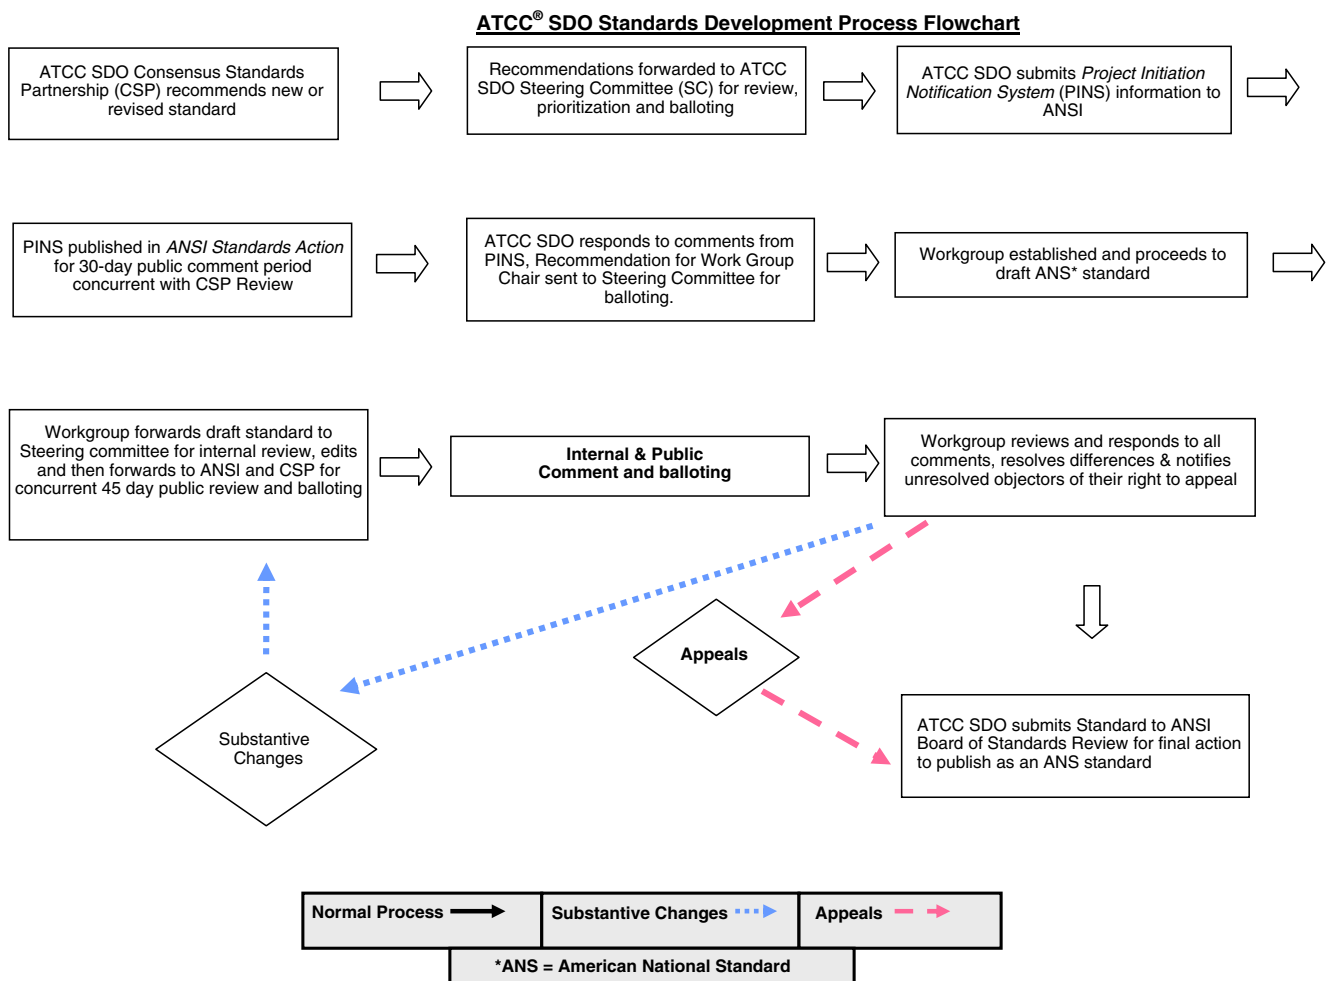 ATCC® SDO Standards Development Process Flowchart
ATCC SDO Consensus Standards
Partnership (CSP) recommends new or
revised standard
Recommendations forwarded to ATCC
SDO Steering Committee (SC) for review,
prioritization and balloting
ATCC SDO submits Project Initiation
Notification System (PINS) information to
ANSI
PINS published in ANSI Standards Action
for 30-day public comment period
concurrent with CSP Review
ATCC SDO responds to comments from
PINS, Recommendation for Work Group
Chair sent to Steering Committee for
balloting.
Workgroup established and proceeds to
draft ANS* standard
Workgroup forwards draft standard to
Steering committee for internal review, edits
and then forwards to ANSI and CSP for
concurrent 45 day public review and balloting
Internal & Public
Comment and balloting
Workgroup reviews and responds to all
comments, resolves differences & notifies
unresolved objectors of their right to appeal
Appeals
Substantive
Changes
ATCC SDO submits Standard to ANSI
Board of Standards Review for final action
to publish as an ANS standard
Normal Process
Substantive Changes
Appeals
*ANS = American National Standard